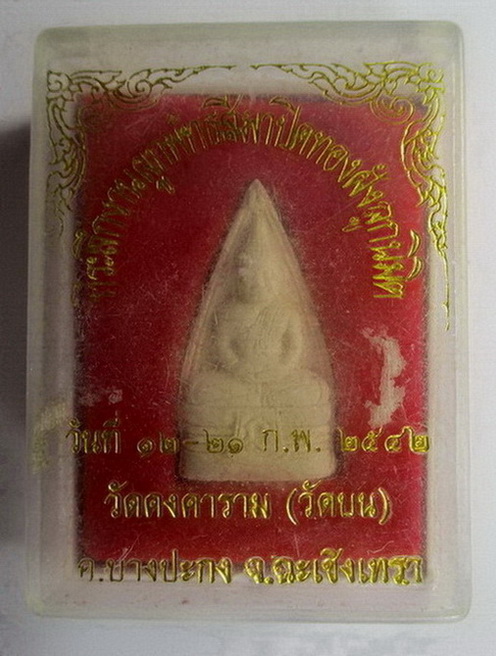 ที่ระลึกงานผูกพัทธสีมาปิดทองฝังลูกนิมิต
วันที่ ๑๒-๒๑ ก.พ. ๒๕๔๒
วัดคงคาราม (วัดบน)
อ.บางปะกง จ.ฉะเชิงเทรา